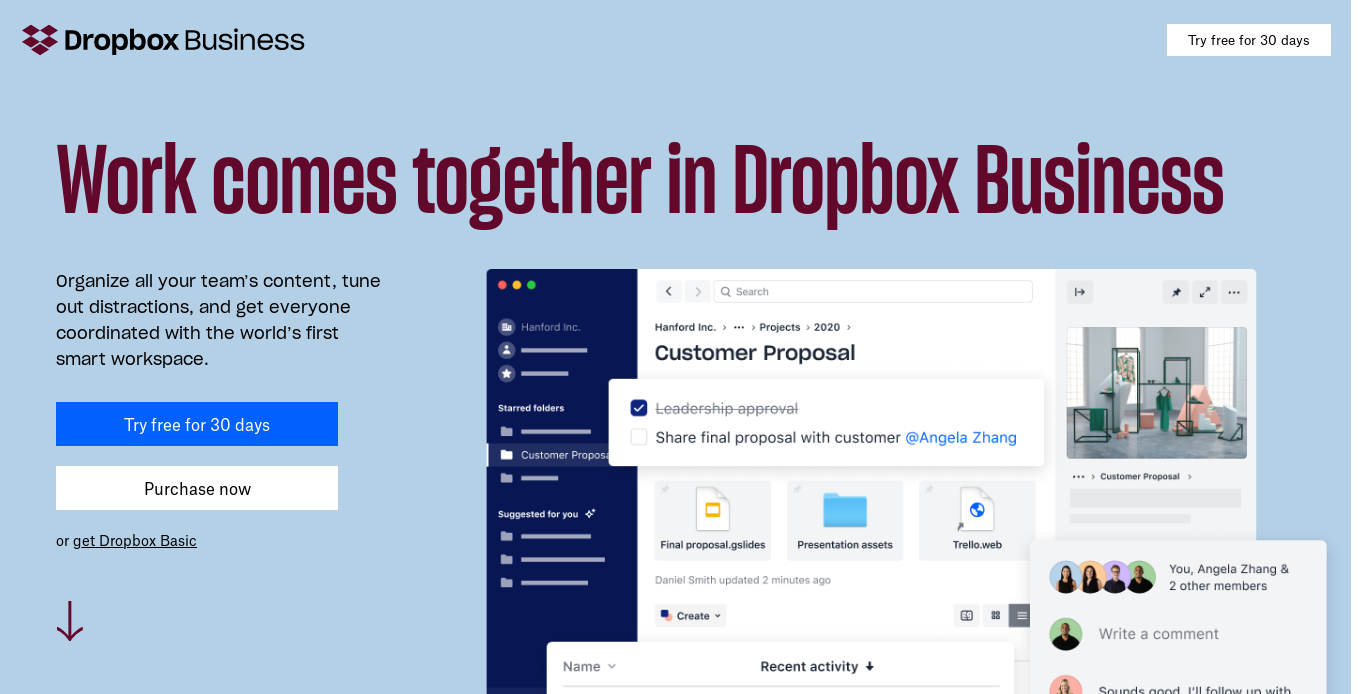 Dropbox Business
Try free for 30 days
Work comes together in Dropbox Business
Organize all your team's content, tune
out distractions, and get everyone
coordinated with the world's first
smart workspace.
Try free for 30 days
Purchase now
or get Dropbox Basic
Hanford Inc.
Starred folders
Customer Proposa
Suggested for you
Search
Hanford Inc. › ••• › Projects › 2020 ›
Customer Proposal
Leadership approval
Share final proposal with customer @Angela Zhang
Final proposal.gslides
Presentation assets
Trello.web
Daniel Smith updated 2 minutes ago
Create
Name
Recent activity
••• › Customer Proposal ›
You, Angela Zhang &
2 other members
Write a comment
Sounds good, I'll follow up with